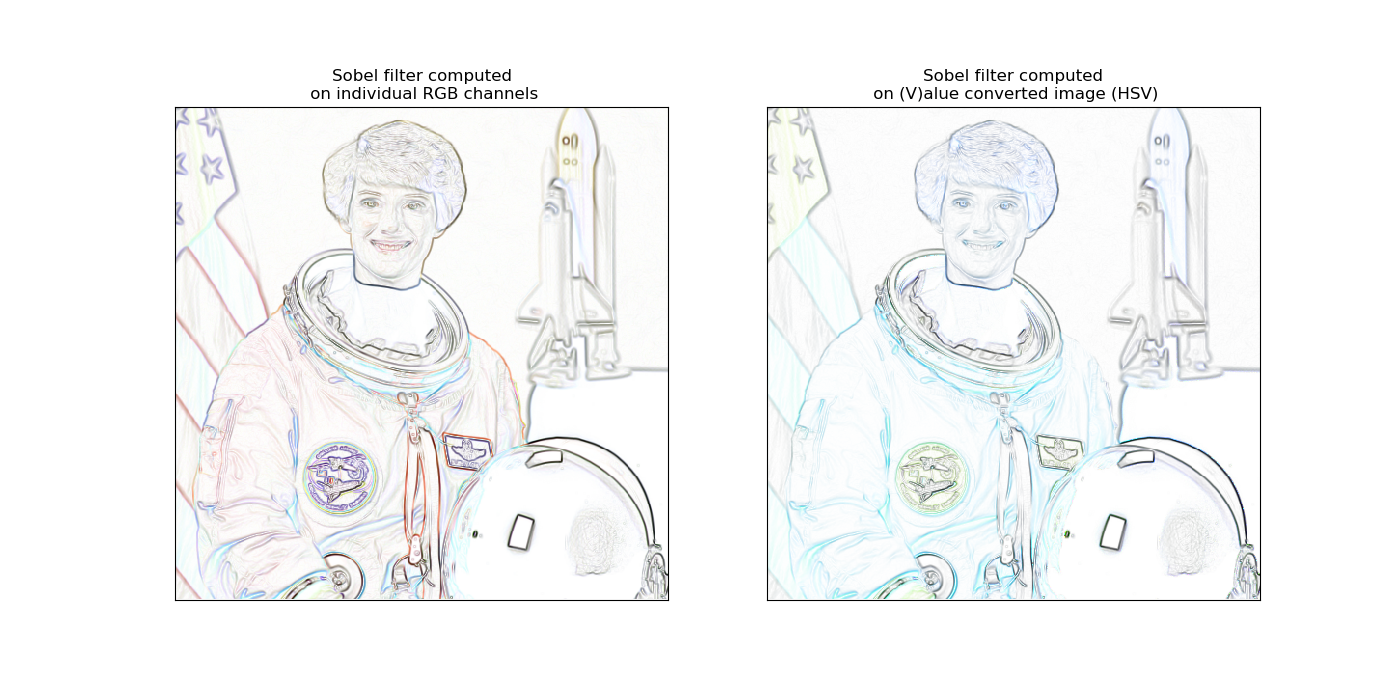 Sobel filter computed
on individual RGB channels
Sobel filter computed
on (V)alue converted image (HSV)